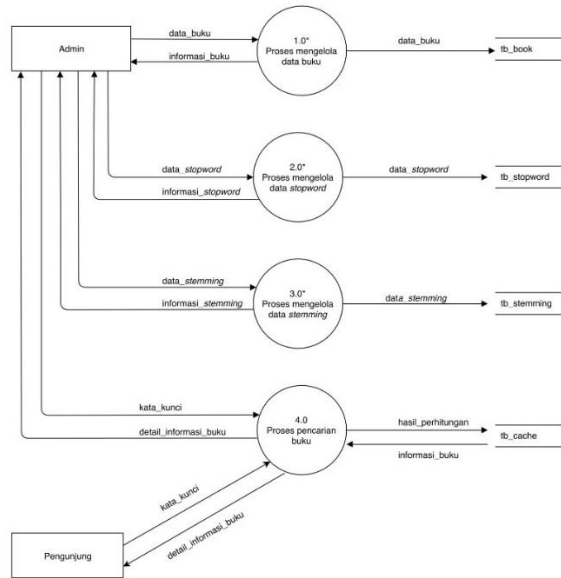 Admin
data_buku
informasi_buku
1.0*
Proses mengelola
data buku
data_buku
tb_book
data_stopword
informasi_stopword
2.0*
Proses mengelola
data stopword
data_stopword
tb_stopword
data_stemming
informasi_stemming
3.0*
Proses mengelola
data stemming
data_stemming
tb_stemming
kata_kunci
detail_informasi_buku
4.0
Proses pencarian
buku
hasil_perhitungan
informasi_buku
tb_cache
kata_kunci
detail_informasi_buku
Pengunjung